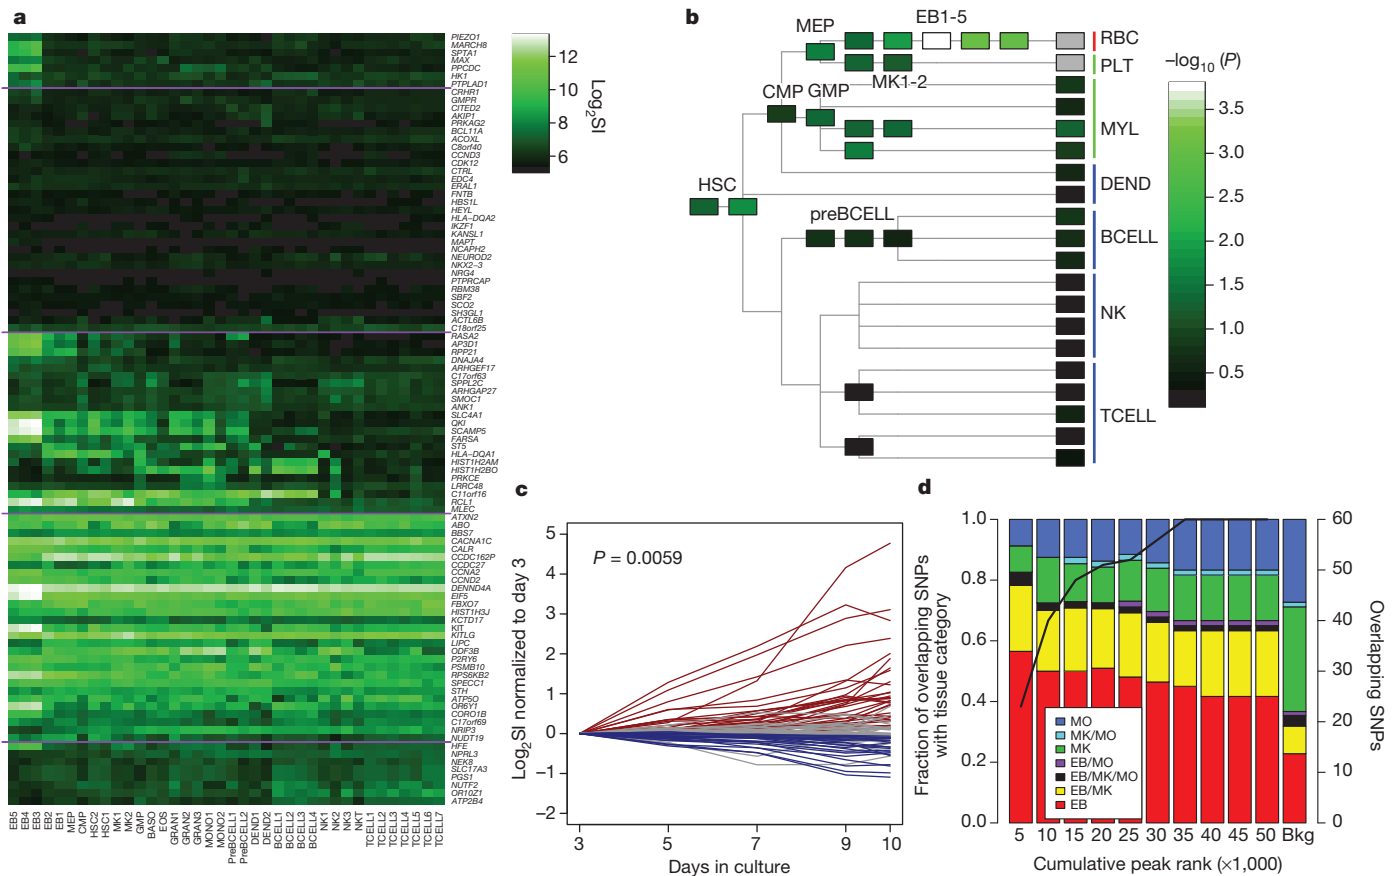 a
PIEZO1
MARCH8
SPTA1
MAX
PPCDC
HK1
PTPLAD1
CRHR1
GMPR
CITED2
AKIP1
PRKAG2
BCL11A
ACOXL
C8orf40
CCND3
CDK12
CTRL
EDC4
ERAL1
FNTB
HBS1L
HEYL
HLA-DQA2
IKZF1
KANSL1
MAPT
NCAPH2
NEUROD2
NKX2-3
NRG4
PTPRCAP
RBM38
SBF2
SCO2
SH3GL1
ACTL6B
C18orf25
RASA2
AP3D1
RPP21
DNAJA4
ARHGEF17
C17orf63
SPPL2C
ARHGAP27
SMOC1
ANK1
SLC4A1
QKI
SCAMP5
FARSA
ST5
HLA-DQA1
HIST1H2AM
HIST1H2BO
PRKCE
LRRC48
C11orf16
RCL1
MLEC
ATXN2
ABO
BBS7
CACNA1C
CALR
CCDC162P
CCDC27
CCNA2
CCND2
DENND4A
EIF5
FBXO7
HIST1H3J
KCTD17
KIT
KITLG
LIPC
ODF3B
P2RY6
PSMB10
RPS6KB2
SPECC1
STH
ATP5O
OR6Y1
CORO1B
C17orf69
NRIP3
NUDT19
HFE
NPRL3
NEK8
SLC17A3
PGS1
NUTF2
OR10Z1
ATP2B4
EB5
EB4
EB3
EB2
EB1
MEP
CMP
HSC2
HSC1
MK1
MK2
GMP
BASO
EOS
GRAN1
GRAN2
GRAN3
MONO1
MONO2
PreBCELL1
PreBCELL2
DEND1
DEND2
BCELL1
BCELL2
BCELL3
BCELL4
NK1
NK2
NK3
NKT
TCELL1
TCELL2
TCELL3
TCELL4
TCELL5
TCELL6
TCELL7
12
10
8
6
Log2SI
b
MEP
EB1-5
RBC
PLT
MK1-2
CMP
GMP
MYL
HSC
DEND
preBCELL
BCELL
NK
TCELL
−log10 (P)
3.5
3.0
2.5
2.0
1.5
1.0
0.5
c
P = 0.0059
5
4
3
2
1
0
−1
−2
Log2SI normalized to day 3
3
5
7
9
10
Days in culture
d
1.0
0.8
0.6
0.4
0.2
0.0
Fraction of overlapping SNPs
with tissue category
MO
MK/MO
MK
EB/MO
EB/MK/MO
EB/MK
EB
60
50
40
30
20
10
0
Overlapping SNPs
5
10
15
20
25
30
35
40
45
50
Bkg
Cumulative peak rank (×1,000)